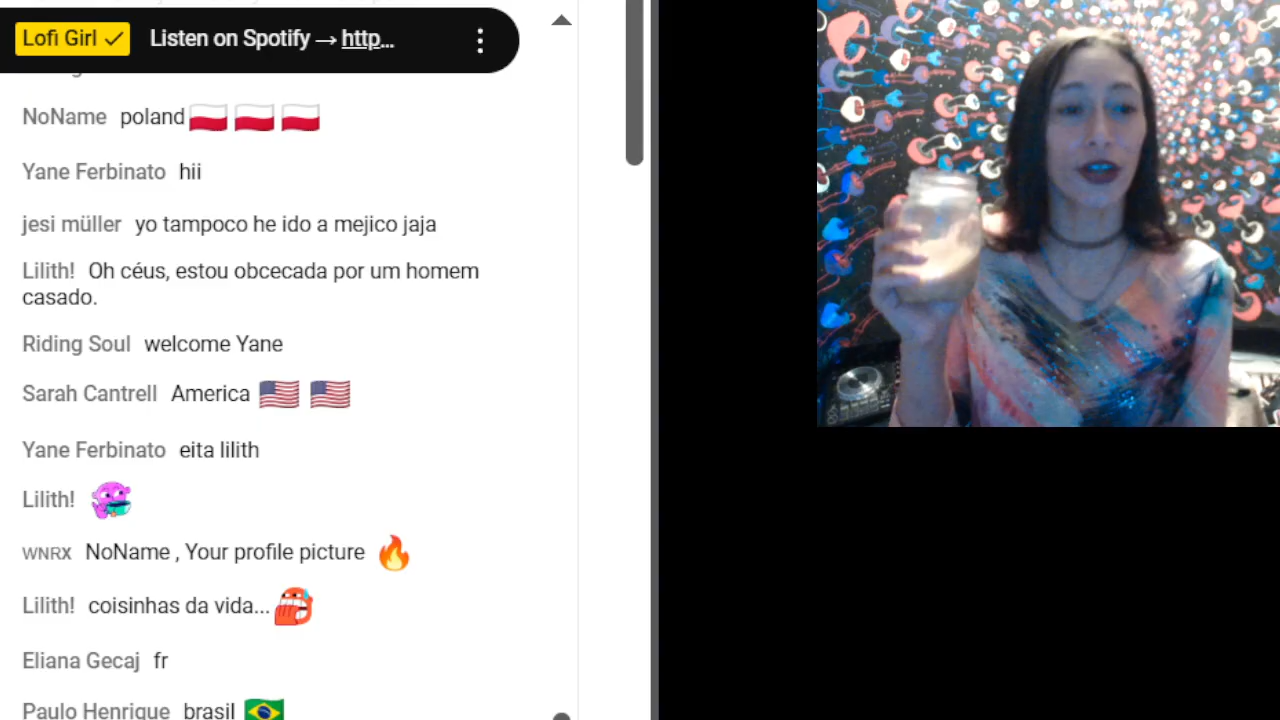 Lofi Girl Listen on Spotify → http...
NoName poland
Yane Ferbinato hii
jesi müller yo tampoco he ido a mejico jaja
Lilith! Oh céus, estou obcecada por um homem
casado.
Riding Soul welcome Yane
Sarah Cantrell America
Yane Ferbinato eita lilith
Lilith!
WNRX NoName , Your profile picture
Lilith! coisinhas da vida...
Eliana Gecaj fr
Paulo Henrique brasil